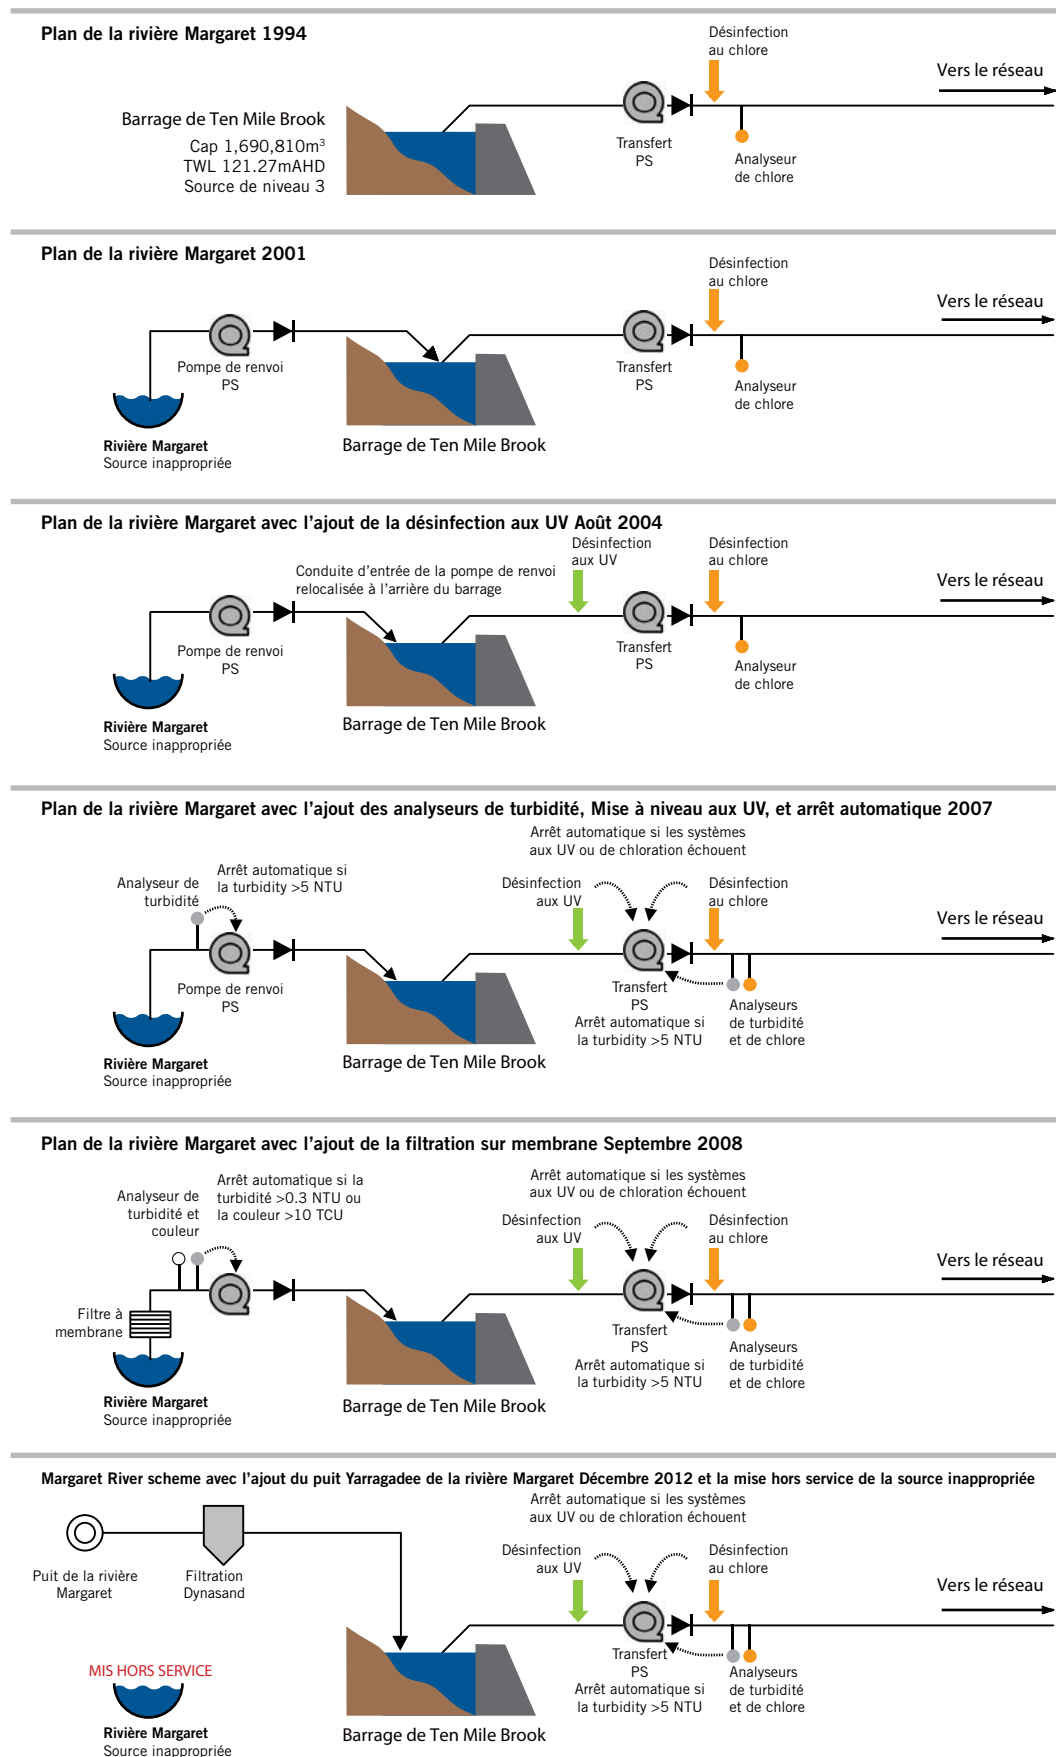 Plan de la rivière Margaret 1994
Désinfection
au chlore
Vers le réseau
Barrage de Ten Mile Brook
Cap 1,690,810m³
TWL 121.27mAHD
Source de niveau 3
Transfert
PS
Analyseur
de chlore
Plan de la rivière Margaret 2001
Désinfection
au chlore
Vers le réseau
Pompe de renvoi
PS
Transfert
PS
Analyseur
de chlore
Rivière Margaret
Source inappropriée
Barrage de Ten Mile Brook
Plan de la rivière Margaret avec l'ajout de la désinfection aux UV Août 2004
Désinfection
aux UV
Désinfection
au chlore
Conduite d'entrée de la pompe de renvoi
relocalisée à l'arrière du barrage
Vers le réseau
Pompe de renvoi
PS
Transfert
PS
Analyseur
de chlore
Rivière Margaret
Source inappropriée
Barrage de Ten Mile Brook
Plan de la rivière Margaret avec l'ajout des analyseurs de turbidité, Mise à niveau aux UV, et arrêt automatique 2007
Arrêt automatique si les systèmes
aux UV ou de chloration échouent
Analyseur de
turbidité
Arrêt automatique si
la turbidity >5 NTU
Désinfection
aux UV
Désinfection
au chlore
Vers le réseau
Pompe de renvoi
PS
Transfert
PS
Arrêt automatique si
la turbidity >5 NTU
Analyseurs
de turbidité
et de chlore
Rivière Margaret
Source inappropriée
Barrage de Ten Mile Brook
Plan de la rivière Margaret avec l'ajout de la filtration sur membrane Septembre 2008
Arrêt automatique si les systèmes
aux UV ou de chloration échouent
Analyseur de
turbidité et
couleur
Arrêt automatique si la
turbidité >0.3 NTU ou
la couleur >10 TCU
Désinfection
aux UV
Désinfection
au chlore
Vers le réseau
Filtre à
membrane
Transfert
PS
Arrêt automatique si
la turbidity >5 NTU
Analyseurs
de turbidité
et de chlore
Rivière Margaret
Source inappropriée
Barrage de Ten Mile Brook
Margaret River scheme avec l'ajout du puit Yarragadee de la rivière Margaret Décembre 2012 et la mise hors service de la source inappropriée
Arrêt automatique si les systèmes
aux UV ou de chloration échouent
Puit de la rivière
Margaret
Filtration
Dynasand
Désinfection
aux UV
Désinfection
au chlore
Vers le réseau
Transfert
PS
Arrêt automatique si
la turbidity >5 NTU
Analyseurs
de turbidité
et de chlore
MIS HORS SERVICE
Rivière Margaret
Source inappropriée
Barrage de Ten Mile Brook